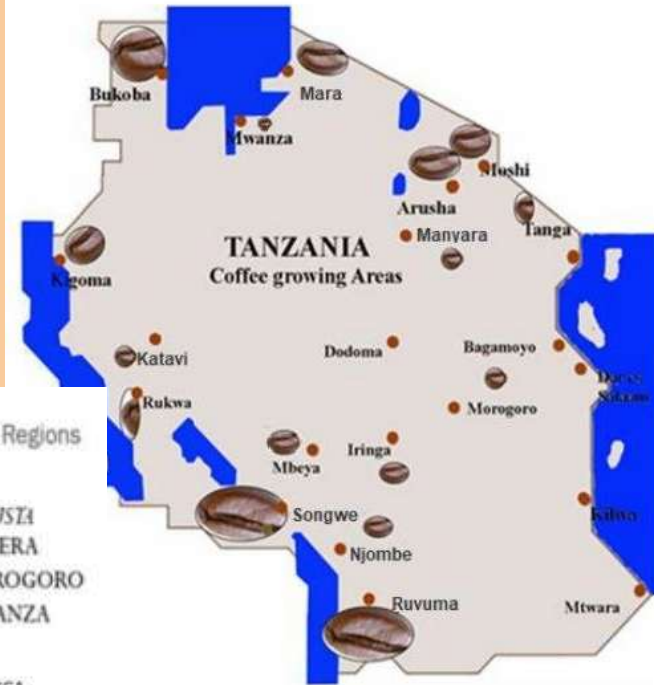 Bukoba
Mara
Mwanza
Moshi
Arusha
TANZANIA
Manyara
Tanga
Coffee growing Areas
Kigoma
Dodoma
Bagamoyo
Katavi
Rukwa
Morogoro
Iringa
Mbeya
Songwe
Kilwa
Njombe
Ruvuma
Mtwara
Regions
ROGORO